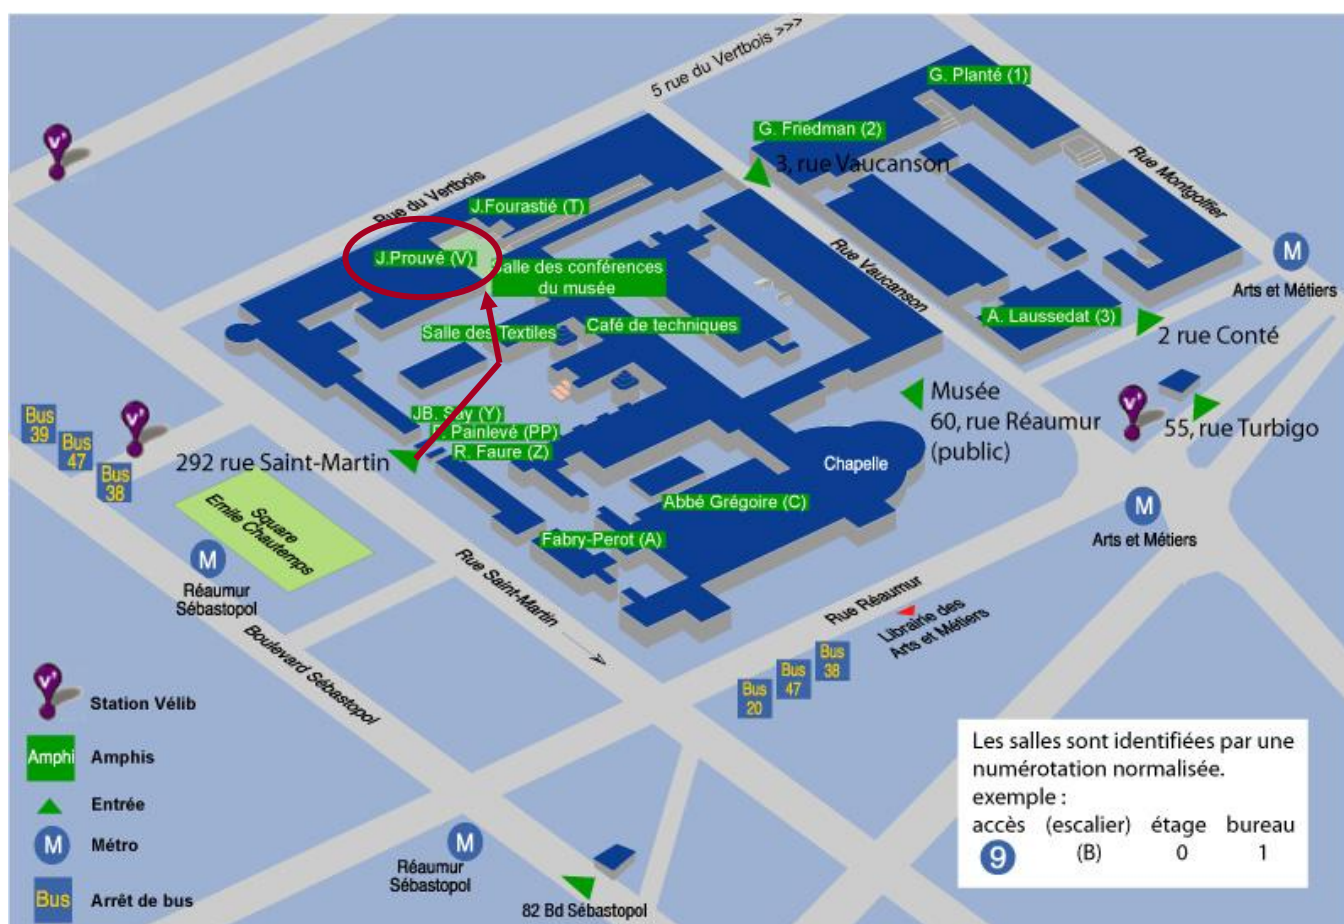 5 rue du Vertbois >>>
G. Planté (1)
G. Friedman (2)
3, rue Vaucanson
Rue Montgolfier
Rue du Vertbois
J.Fourastié (T)
J.Prouvé (V)
Salle des conférences
du musée
Rue Vaucanson
M
Arts et Métiers
A. Laussedat (3)
2 rue Conté
Salle des Textiles
Café de techniques
Musée
60, rue Réaumur
(public)
55, rue Turbigo
Bus
39
Bus
47
Bus
38
JB. Say (Y)
P. Painlevé (PP)
R. Faure (Z)
292 rue Saint-Martin
Chapelle
Abbé Grégoire (C)
Fabry-Perot (A)
Square
Emile Chautemps
M
Réaumur
Sébastopol
M
Arts et Métiers
Rue Saint-Martin
Rue Réaumur
Librairie des
Arts et Métiers
Boulevard Sébastopol
Bus
20
Bus
47
Bus
38
Station Vélib
Amphi
Amphis
Entrée
M
Métro
Bus
Arrêt de bus
M
Réaumur
Sébastopol
82 Bd Sébastopol
Les salles sont identifiées par une
numérotation normalisée.
exemple :
accès (escalier) étage bureau
9 (B) 0 1